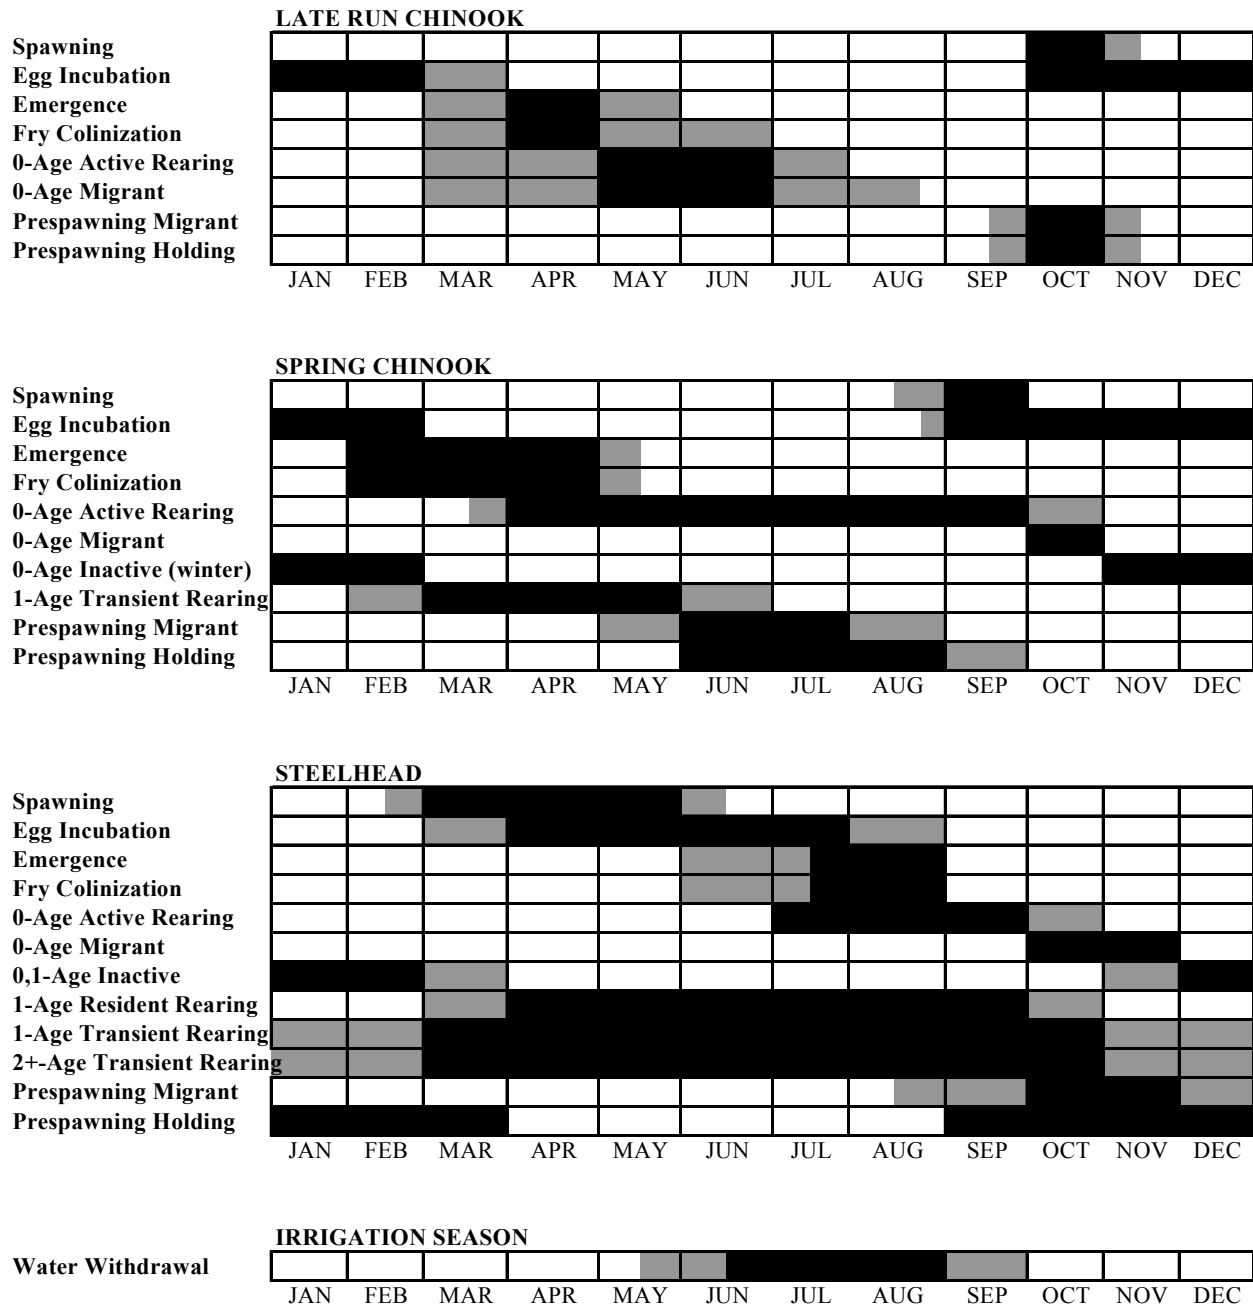 LATE RUN CHINOOK
Spawning
Egg Incubation
Emergence
Fry Colinization
0-Age Active Rearing
0-Age Migrant
Prespawning Migrant
Prespawning Holding
JAN FEB MAR APR MAY JUN JUL AUG SEP OCT NOV DEC
SPRING CHINOOK
Spawning
Egg Incubation
Emergence
Fry Colinization
0-Age Active Rearing
0-Age Migrant
0-Age Inactive (winter)
1-Age Transient Rearing
Prespawning Migrant
Prespawning Holding
JAN FEB MAR APR MAY JUN JUL AUG SEP OCT NOV DEC
STEELHEAD
Spawning
Egg Incubation
Emergence
Fry Colinization
0-Age Active Rearing
0-Age Migrant
0,1-Age Inactive
1-Age Resident Rearing
1-Age Transient Rearing
2+-Age Transient Rearing
Prespawning Migrant
Prespawning Holding
JAN FEB MAR APR MAY JUN JUL AUG SEP OCT NOV DEC
IRRIGATION SEASON
Water Withdrawal
JAN FEB MAR APR MAY JUN JUL AUG SEP OCT NOV DEC